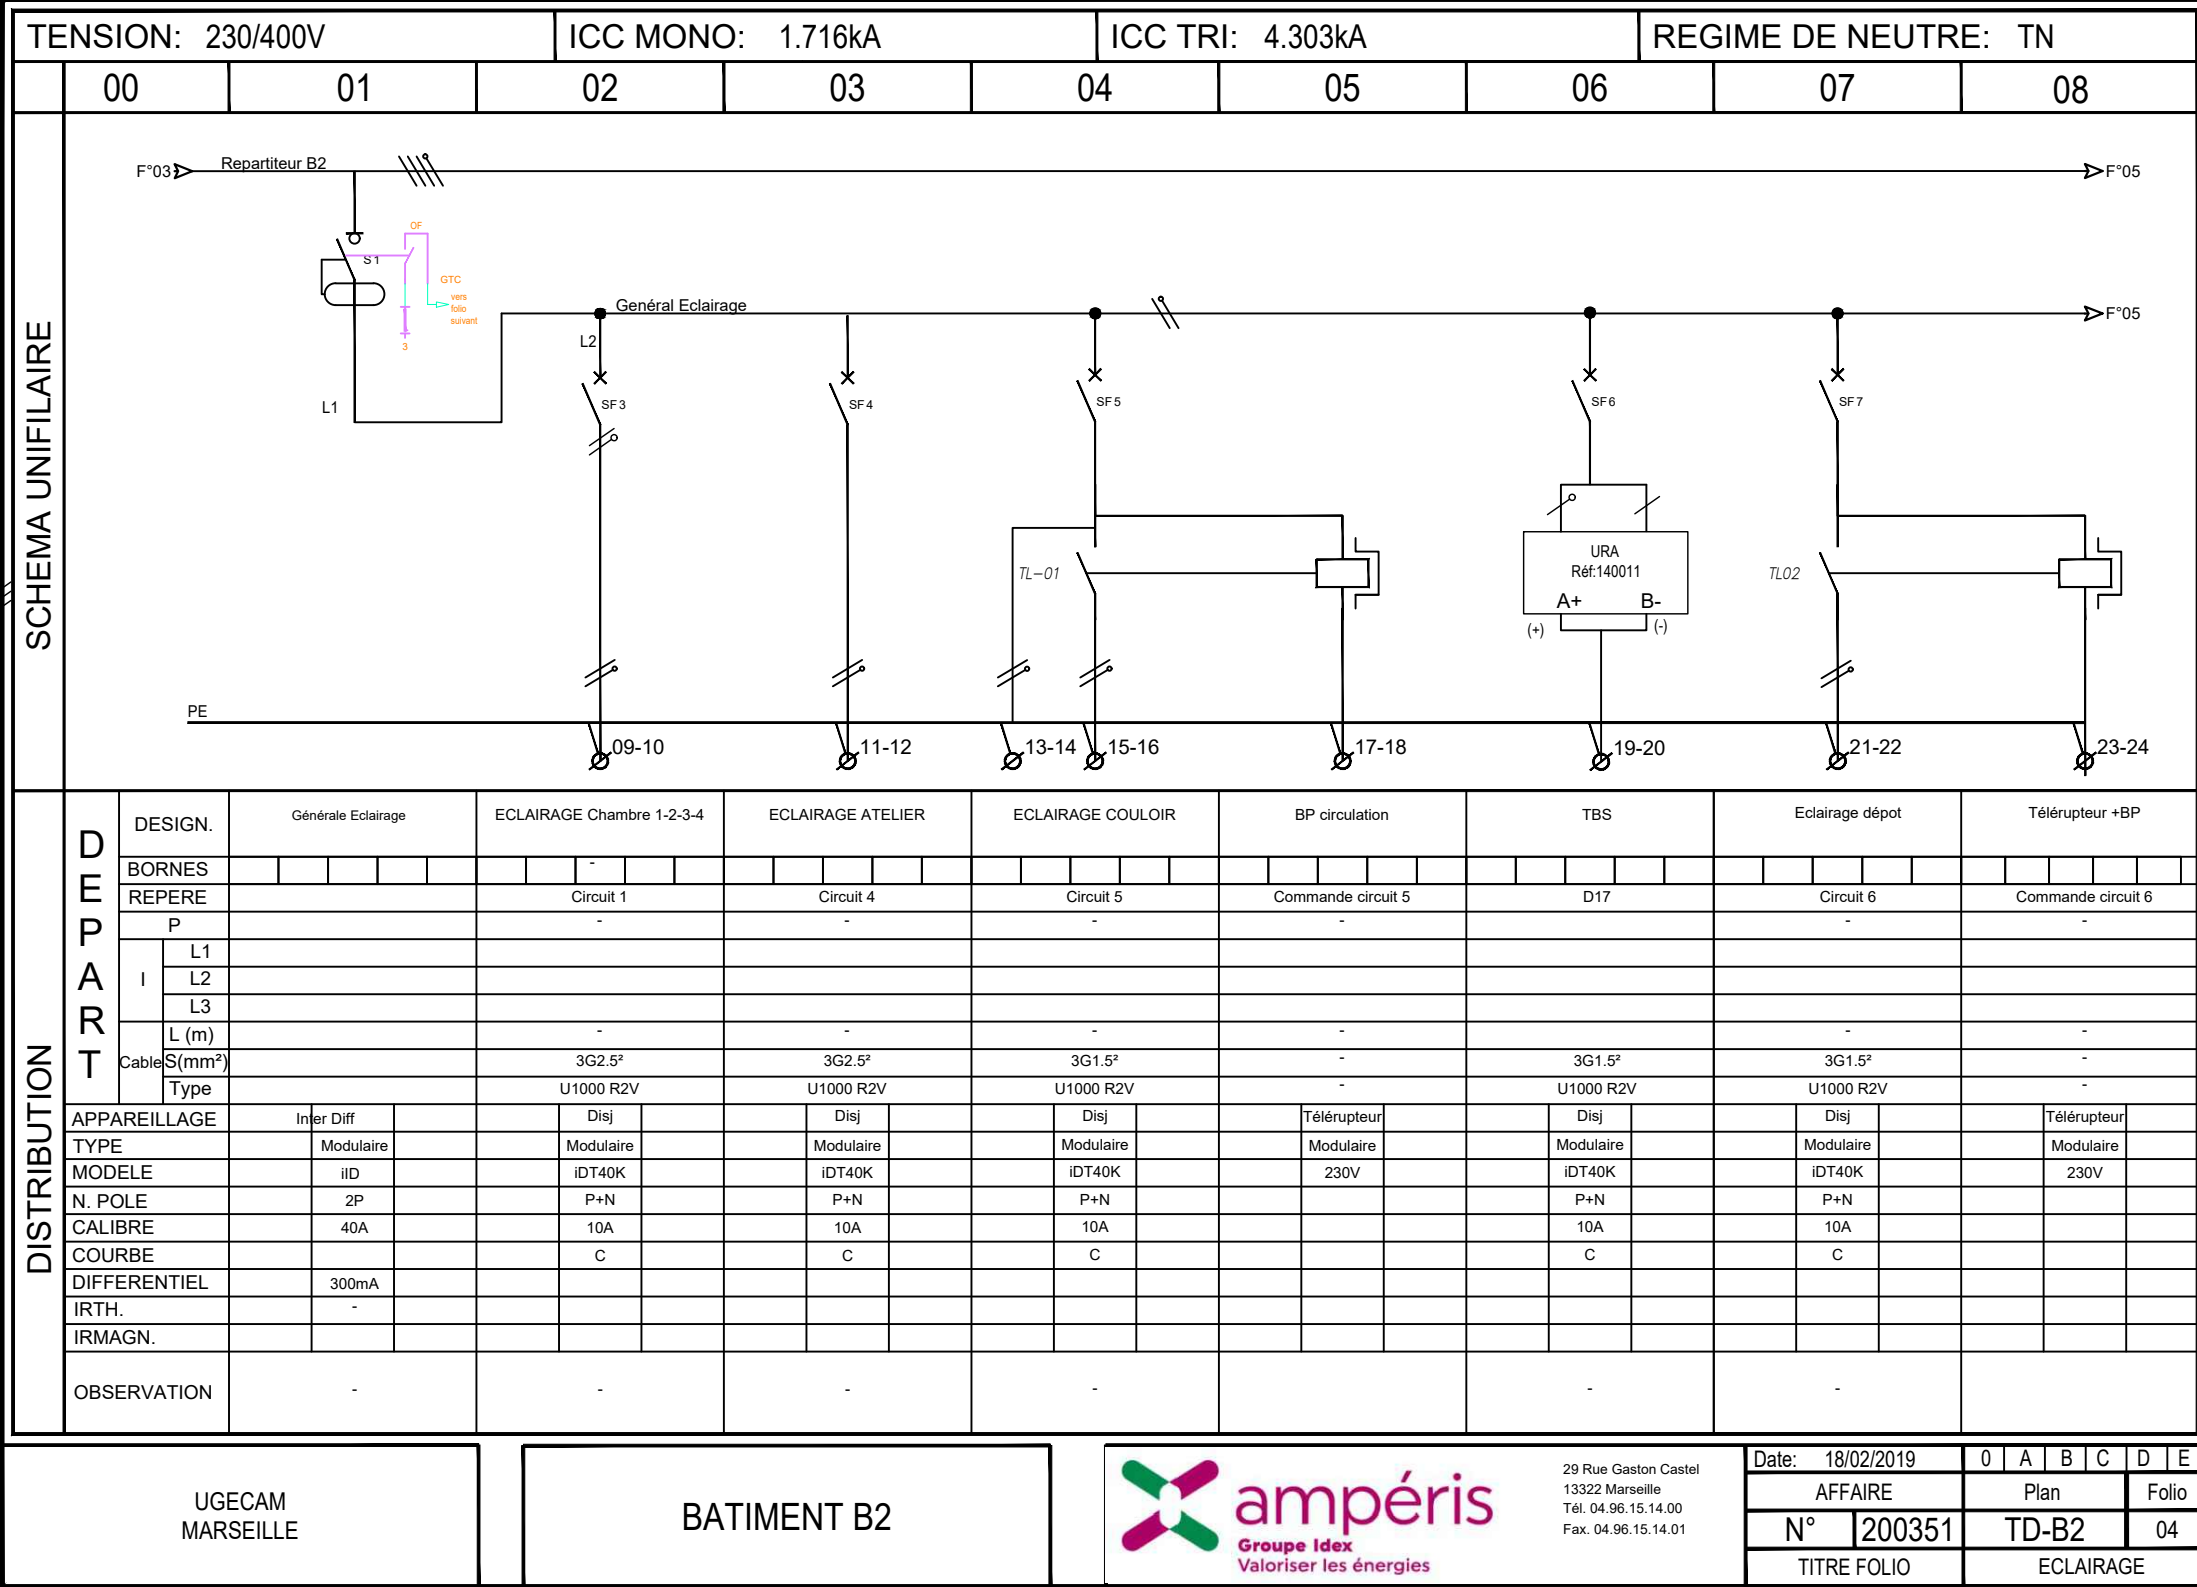 TENSION: 230/400V ICC MONO: 1.716kA ICC TRI: 4.303kA REGIME DE NEUTRE: TN
00 01 02 03 04 05 06 07 08
SCHEMA UNIFILAIRE
F°03 Repartiteur B2 F°05
OF
S1
GTC
vers
folio
suivant
3
L1
Genéral Eclairage F°05
L2
SF3 SF4 SF5 SF6 SF7
TL-01
URA
Réf:140011
A+ B-
(+) (-)
TL02
PE
09-10 11-12 13-14 15-16 17-18 19-20 21-22 23-24
DISTRIBUTION
DEPART
DESIGN. Générale Eclairage ECLAIRAGE Chambre 1-2-3-4 ECLAIRAGE ATELIER ECLAIRAGE COULOIR BP circulation TBS Eclairage dépot Télérupteur +BP
BORNES -
REPERE Circuit 1 Circuit 4 Circuit 5 Commande circuit 5 D17 Circuit 6 Commande circuit 6
P - - - - - -
I
L1
L2
L3
Cable
L (m) - - - - - -
S(mm²) 3G2.5² 3G2.5² 3G1.5² - 3G1.5² 3G1.5² -
Type U1000 R2V U1000 R2V U1000 R2V - U1000 R2V U1000 R2V -
APPAREILLAGE Inter Diff Disj Disj Disj Télérupteur Disj Disj Télérupteur
TYPE Modulaire Modulaire Modulaire Modulaire Modulaire Modulaire Modulaire Modulaire
MODELE iID iDT40K iDT40K iDT40K 230V iDT40K iDT40K 230V
N. POLE 2P P+N P+N P+N P+N P+N
CALIBRE 40A 10A 10A 10A 10A 10A
COURBE C C C C C
DIFFERENTIEL 300mA
IRTH. -
IRMAGN.
OBSERVATION - - - - - -
UGECAM
MARSEILLE
BATIMENT B2
ampéris
Groupe Idex
Valoriser les énergies
29 Rue Gaston Castel
13322 Marseille
Tél. 04.96.15.14.00
Fax. 04.96.15.14.01
Date: 18/02/2019 0 A B C D E
AFFAIRE Plan Folio
N° 200351 TD-B2 04
TITRE FOLIO ECLAIRAGE